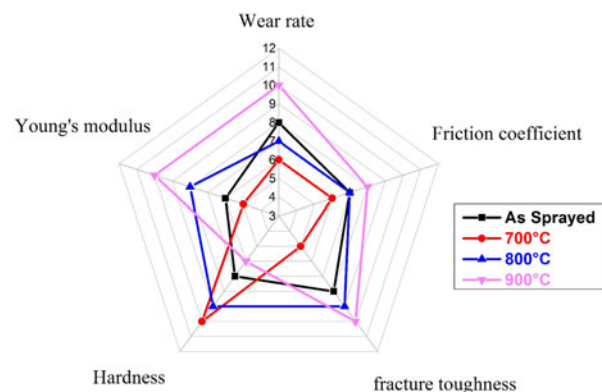 Wear rate
12
11
10
9
8
7
6
5
4
3
Young's modulus
Friction coefficient
As Sprayed
700°C
800°C
900°C
Hardness
fracture toughness